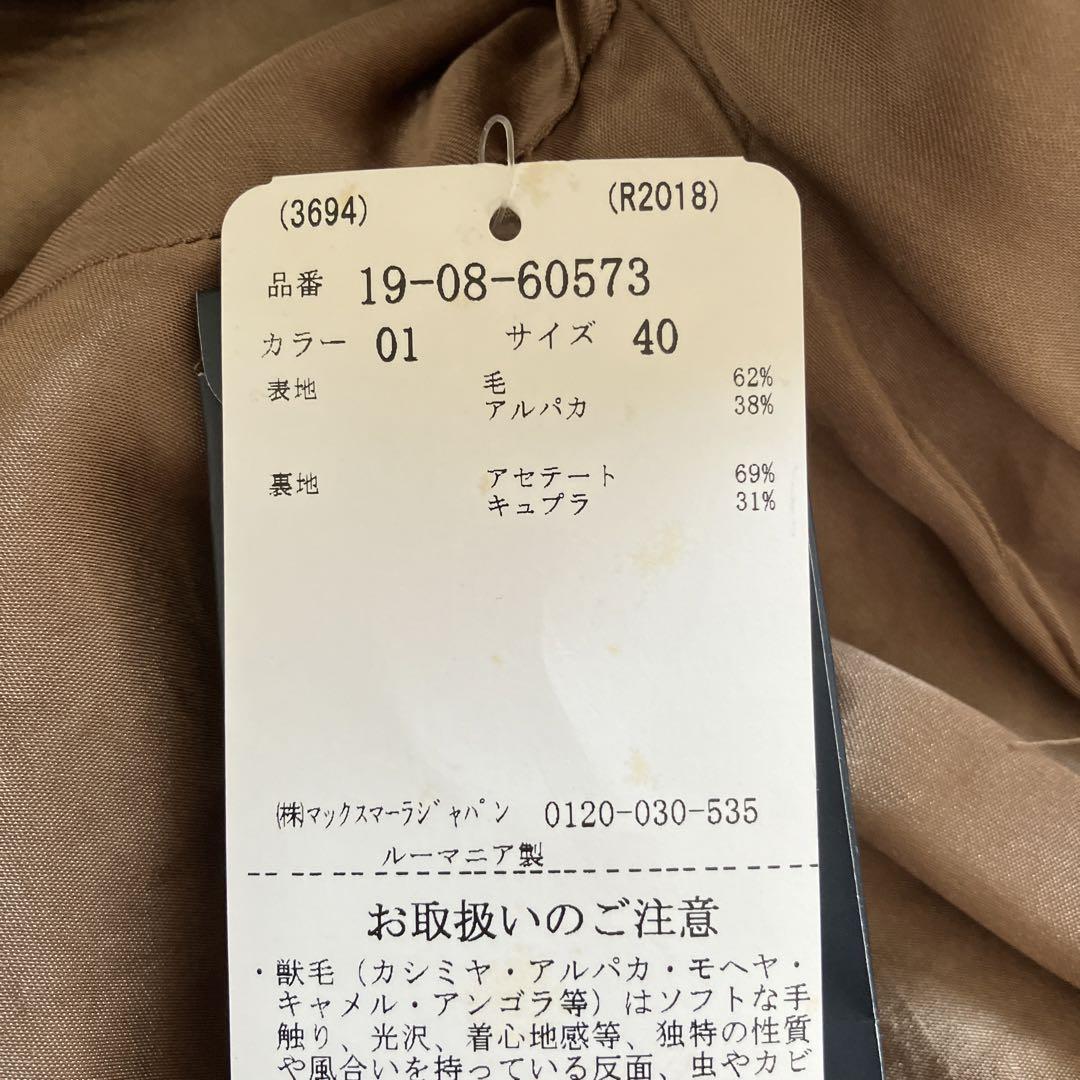 (3694) (R2018)
品番 19-08-60573
カラー 01 サイズ 40
表地 毛 62%
アルパカ 38%
裏地 アセテート 69%
キュプラ 31%
㈱マックスマーラジャパン 0120-030-535
ルーマニア製
お取扱いのご注意
・獣毛（カシミヤ・アルパカ・モヘヤ・
キャメル・アンゴラ等）はソフトな手
触り、光沢、着心地感等、独特の性質
や風合いを持っている反面、虫やカビ